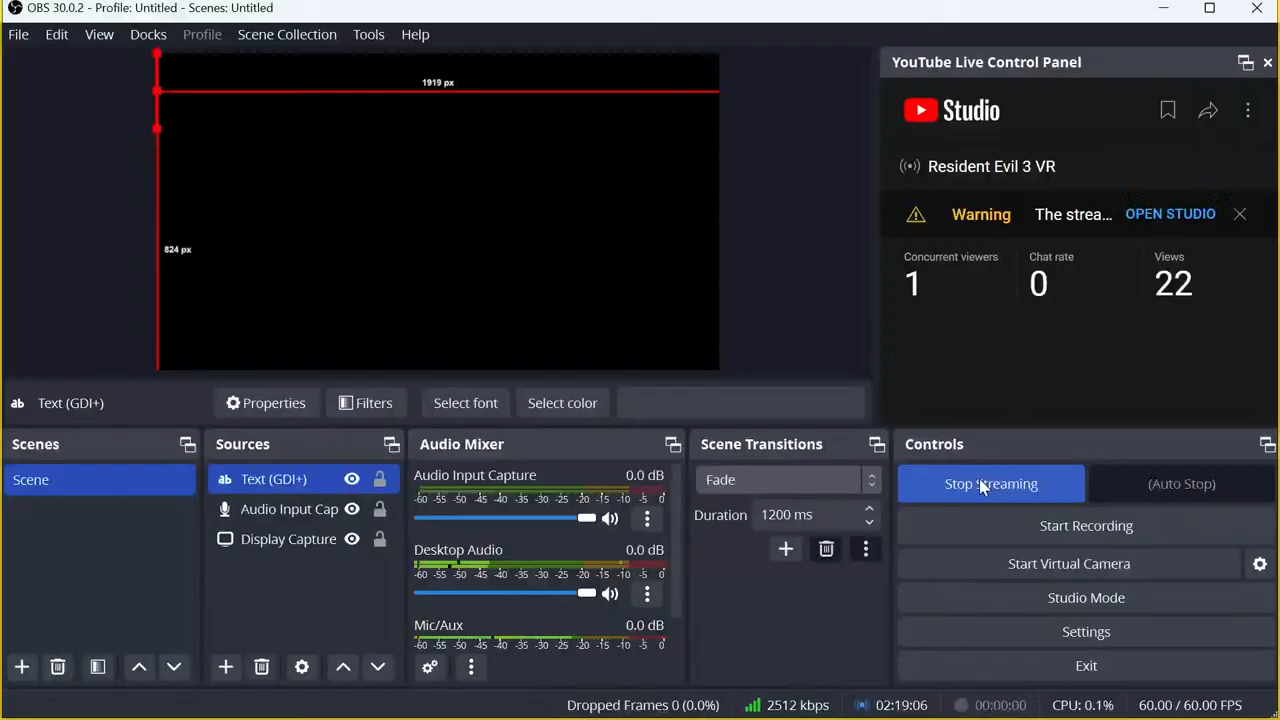 OBS 30.0.2 - Profile: Untitled - Scenes: Untitled
File Edit View Docks Profile Scene Collection Tools Help
1919 px
824 px
YouTube Live Control Panel
Studio
Resident Evil 3 VR
Warning The strea... OPEN STUDIO
Concurrent viewers Chat rate Views
1 0 22
ab Text (GDI+) Properties Filters Select font Select color
Scenes
Scene
Sources
ab Text (GDI+)
Audio Input Cap
Display Capture
Audio Mixer
Audio Input Capture 0.0 dB
-60 -55 -50 -45 -40 -35 -30 -25 -20 -15 -10 -5 0
Desktop Audio 0.0 dB
-60 -55 -50 -45 -40 -35 -30 -25 -20 -15 -10 -5 0
Mic/Aux 0.0 dB
-60 -55 -50 -45 -40 -35 -30 -25 -20 -15 -10 -5 0
Scene Transitions
Fade
Duration 1200 ms
Controls
Stop Streaming (Auto Stop)
Start Recording
Start Virtual Camera
Studio Mode
Settings
Exit
Dropped Frames 0 (0.0%) 2512 kbps 02:19:06 00:00:00 CPU: 0.1% 60.00 / 60.00 FPS